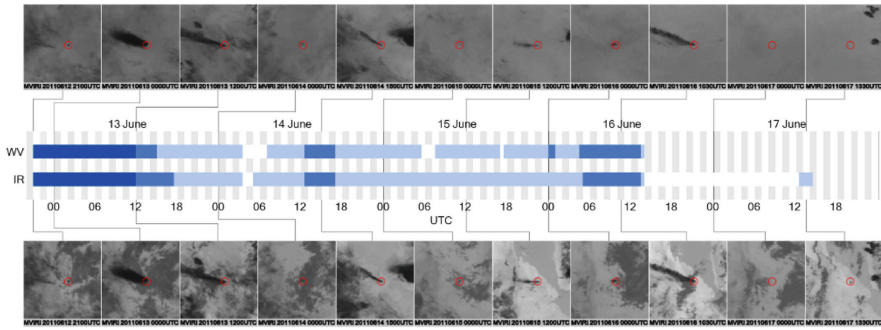 MVIRI 20110612 2100UTC MVIRI 20110613 0000UTC MVIRI 20110613 1200UTC MVIRI 20110614 0000UTC MVIRI 20110614 1500UTC MVIRI 20110615 0000UTC MVIRI 20110615 1200UTC MVIRI 20110616 0000UTC MVIRI 20110616 1030UTC MVIRI 20110617 0000UTC MVIRI 20110617 1330UTC
13 June 14 June 15 June 16 June 17 June
WV
IR
00 06 12 18 00 06 12 18 00 06 12 18 00 06 12 18 00 06 12 18
UTC
MVIRI 20110612 2100UTC MVIRI 20110613 0000UTC MVIRI 20110613 1200UTC MVIRI 20110614 0000UTC MVIRI 20110614 1500UTC MVIRI 20110615 0000UTC MVIRI 20110615 1200UTC MVIRI 20110616 0000UTC MVIRI 20110616 1030UTC MVIRI 20110617 0000UTC MVIRI 20110617 1330UTC